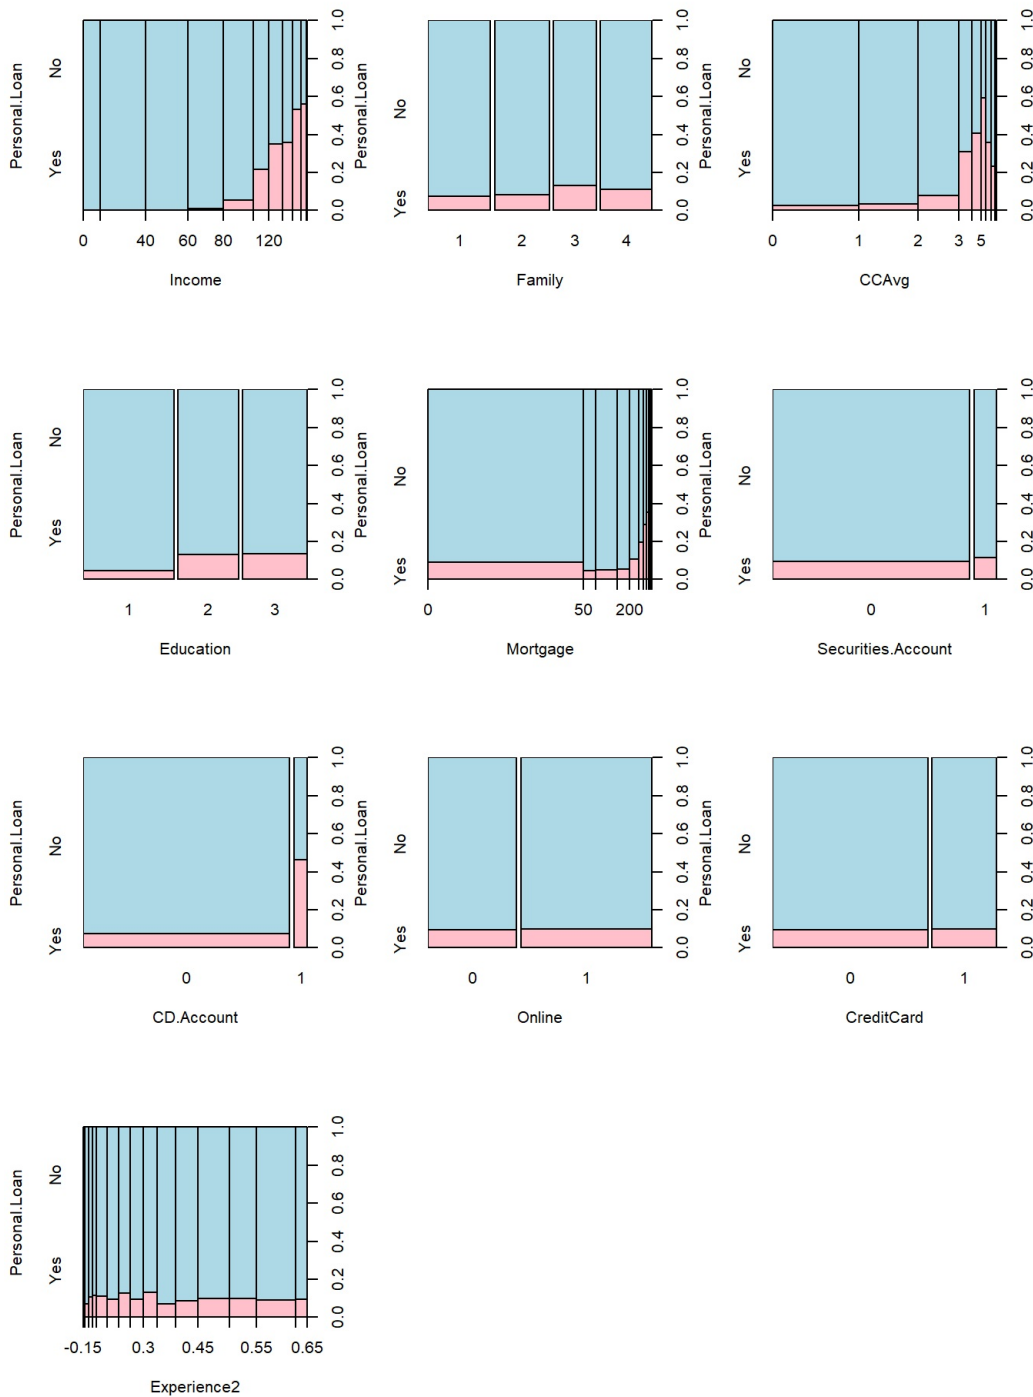 Personal.Loan
Yes No
0.0 0.2 0.4 0.6 0.8 1.0
0 40 60 80 120
Income
Personal.Loan
Yes No
0.0 0.2 0.4 0.6 0.8 1.0
1 2 3 4
Family
Personal.Loan
Yes No
0.0 0.2 0.4 0.6 0.8 1.0
0 1 2 3 5
CCAvg
Personal.Loan
Yes No
0.0 0.2 0.4 0.6 0.8 1.0
1 2 3
Education
Personal.Loan
Yes No
0.0 0.2 0.4 0.6 0.8 1.0
0 50 200
Mortgage
Personal.Loan
Yes No
0.0 0.2 0.4 0.6 0.8 1.0
0 1
Securities.Account
Personal.Loan
Yes No
0.0 0.2 0.4 0.6 0.8 1.0
0 1
CD.Account
Personal.Loan
Yes No
0.0 0.2 0.4 0.6 0.8 1.0
0 1
Online
Personal.Loan
Yes No
0.0 0.2 0.4 0.6 0.8 1.0
0 1
CreditCard
Personal.Loan
Yes No
0.0 0.2 0.4 0.6 0.8 1.0
-0.15 0.3 0.45 0.55 0.65
Experience2